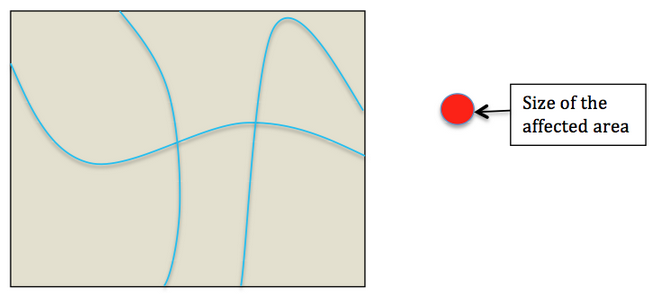 Size of the
affected area